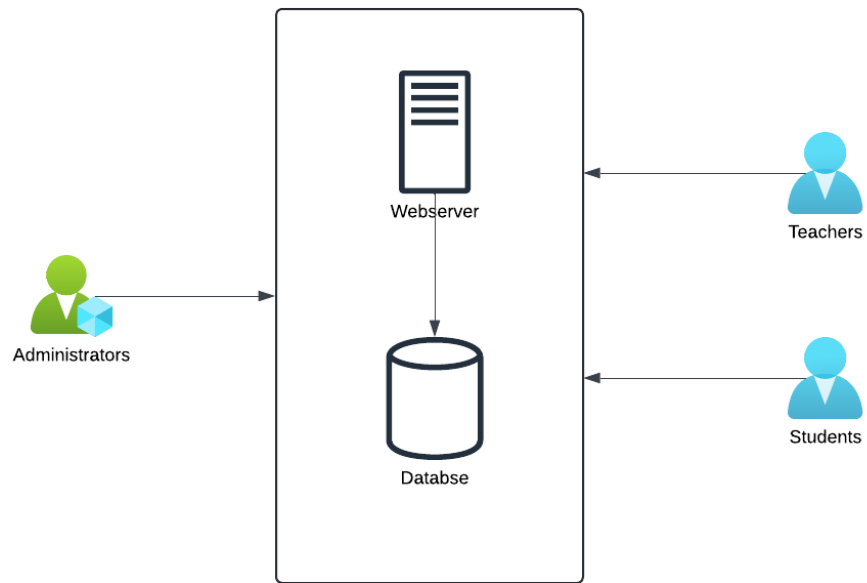 Webserver
Teachers
Administrators
Students
Databse